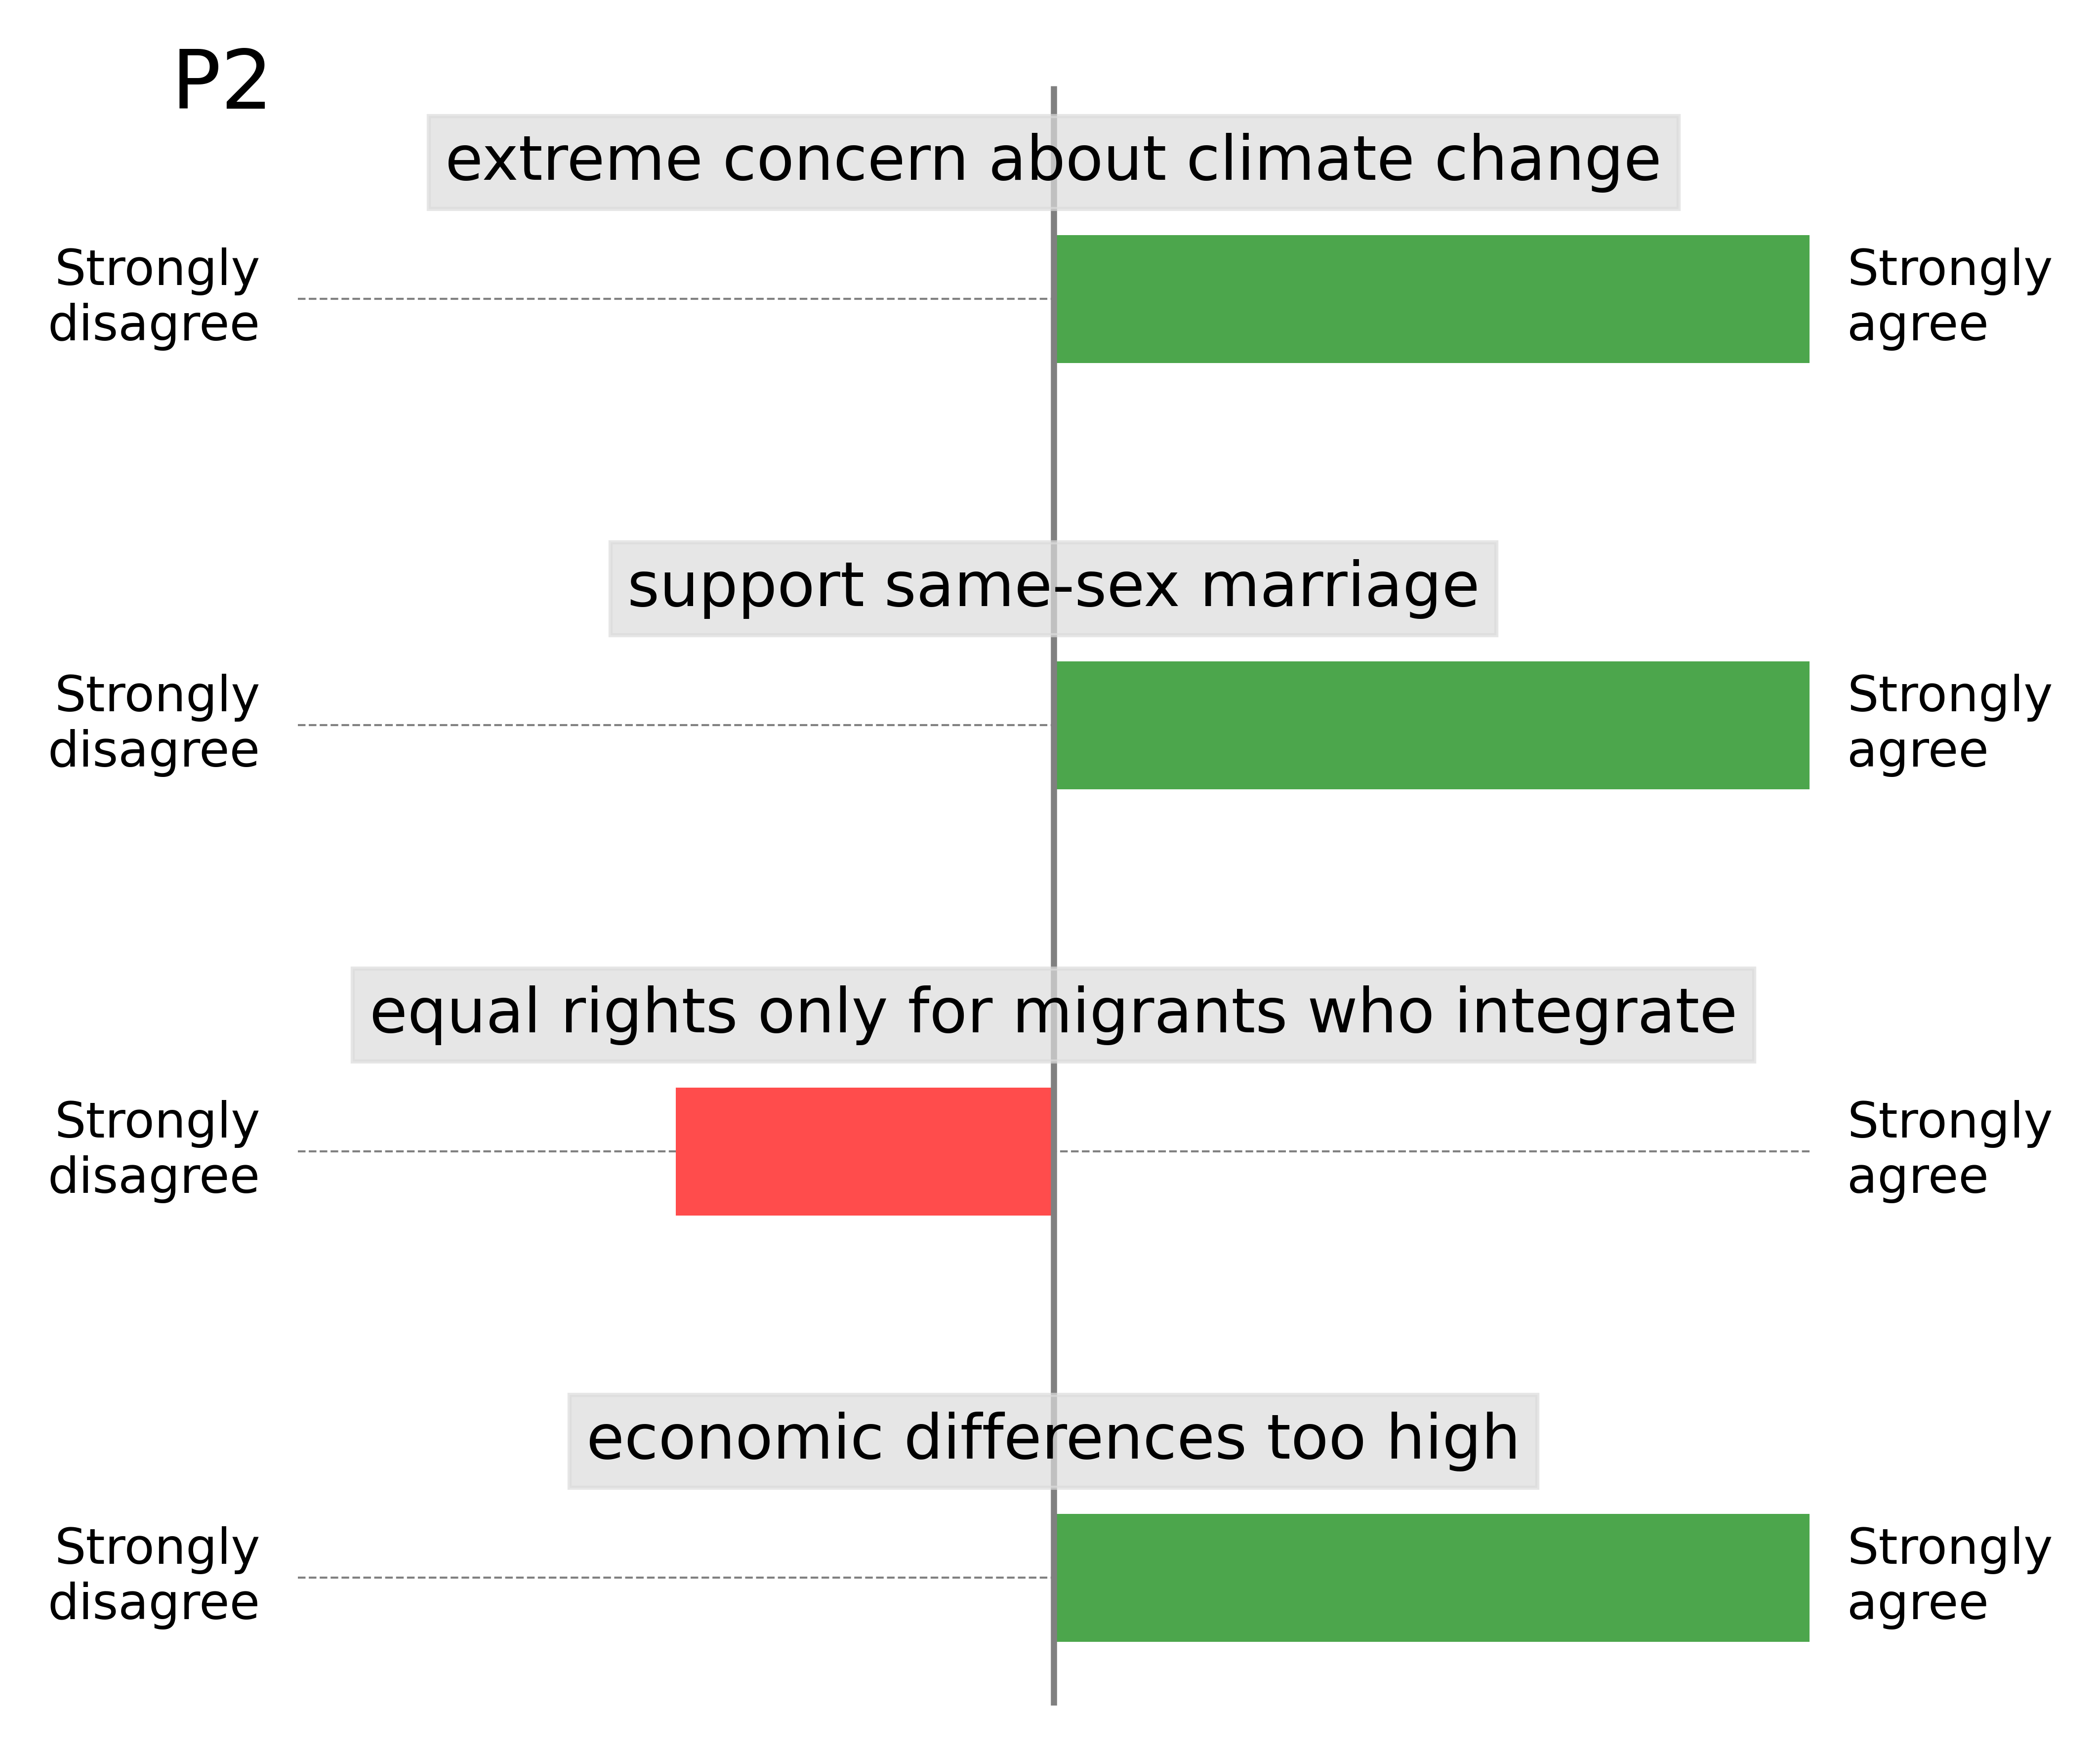 P2
extreme concern about climate change
Strongly
disagree
Strongly
agree
support same-sex marriage
Strongly
disagree
Strongly
agree
equal rights only for migrants who integrate
Strongly
disagree
Strongly
agree
economic differences too high
Strongly
disagree
Strongly
agree